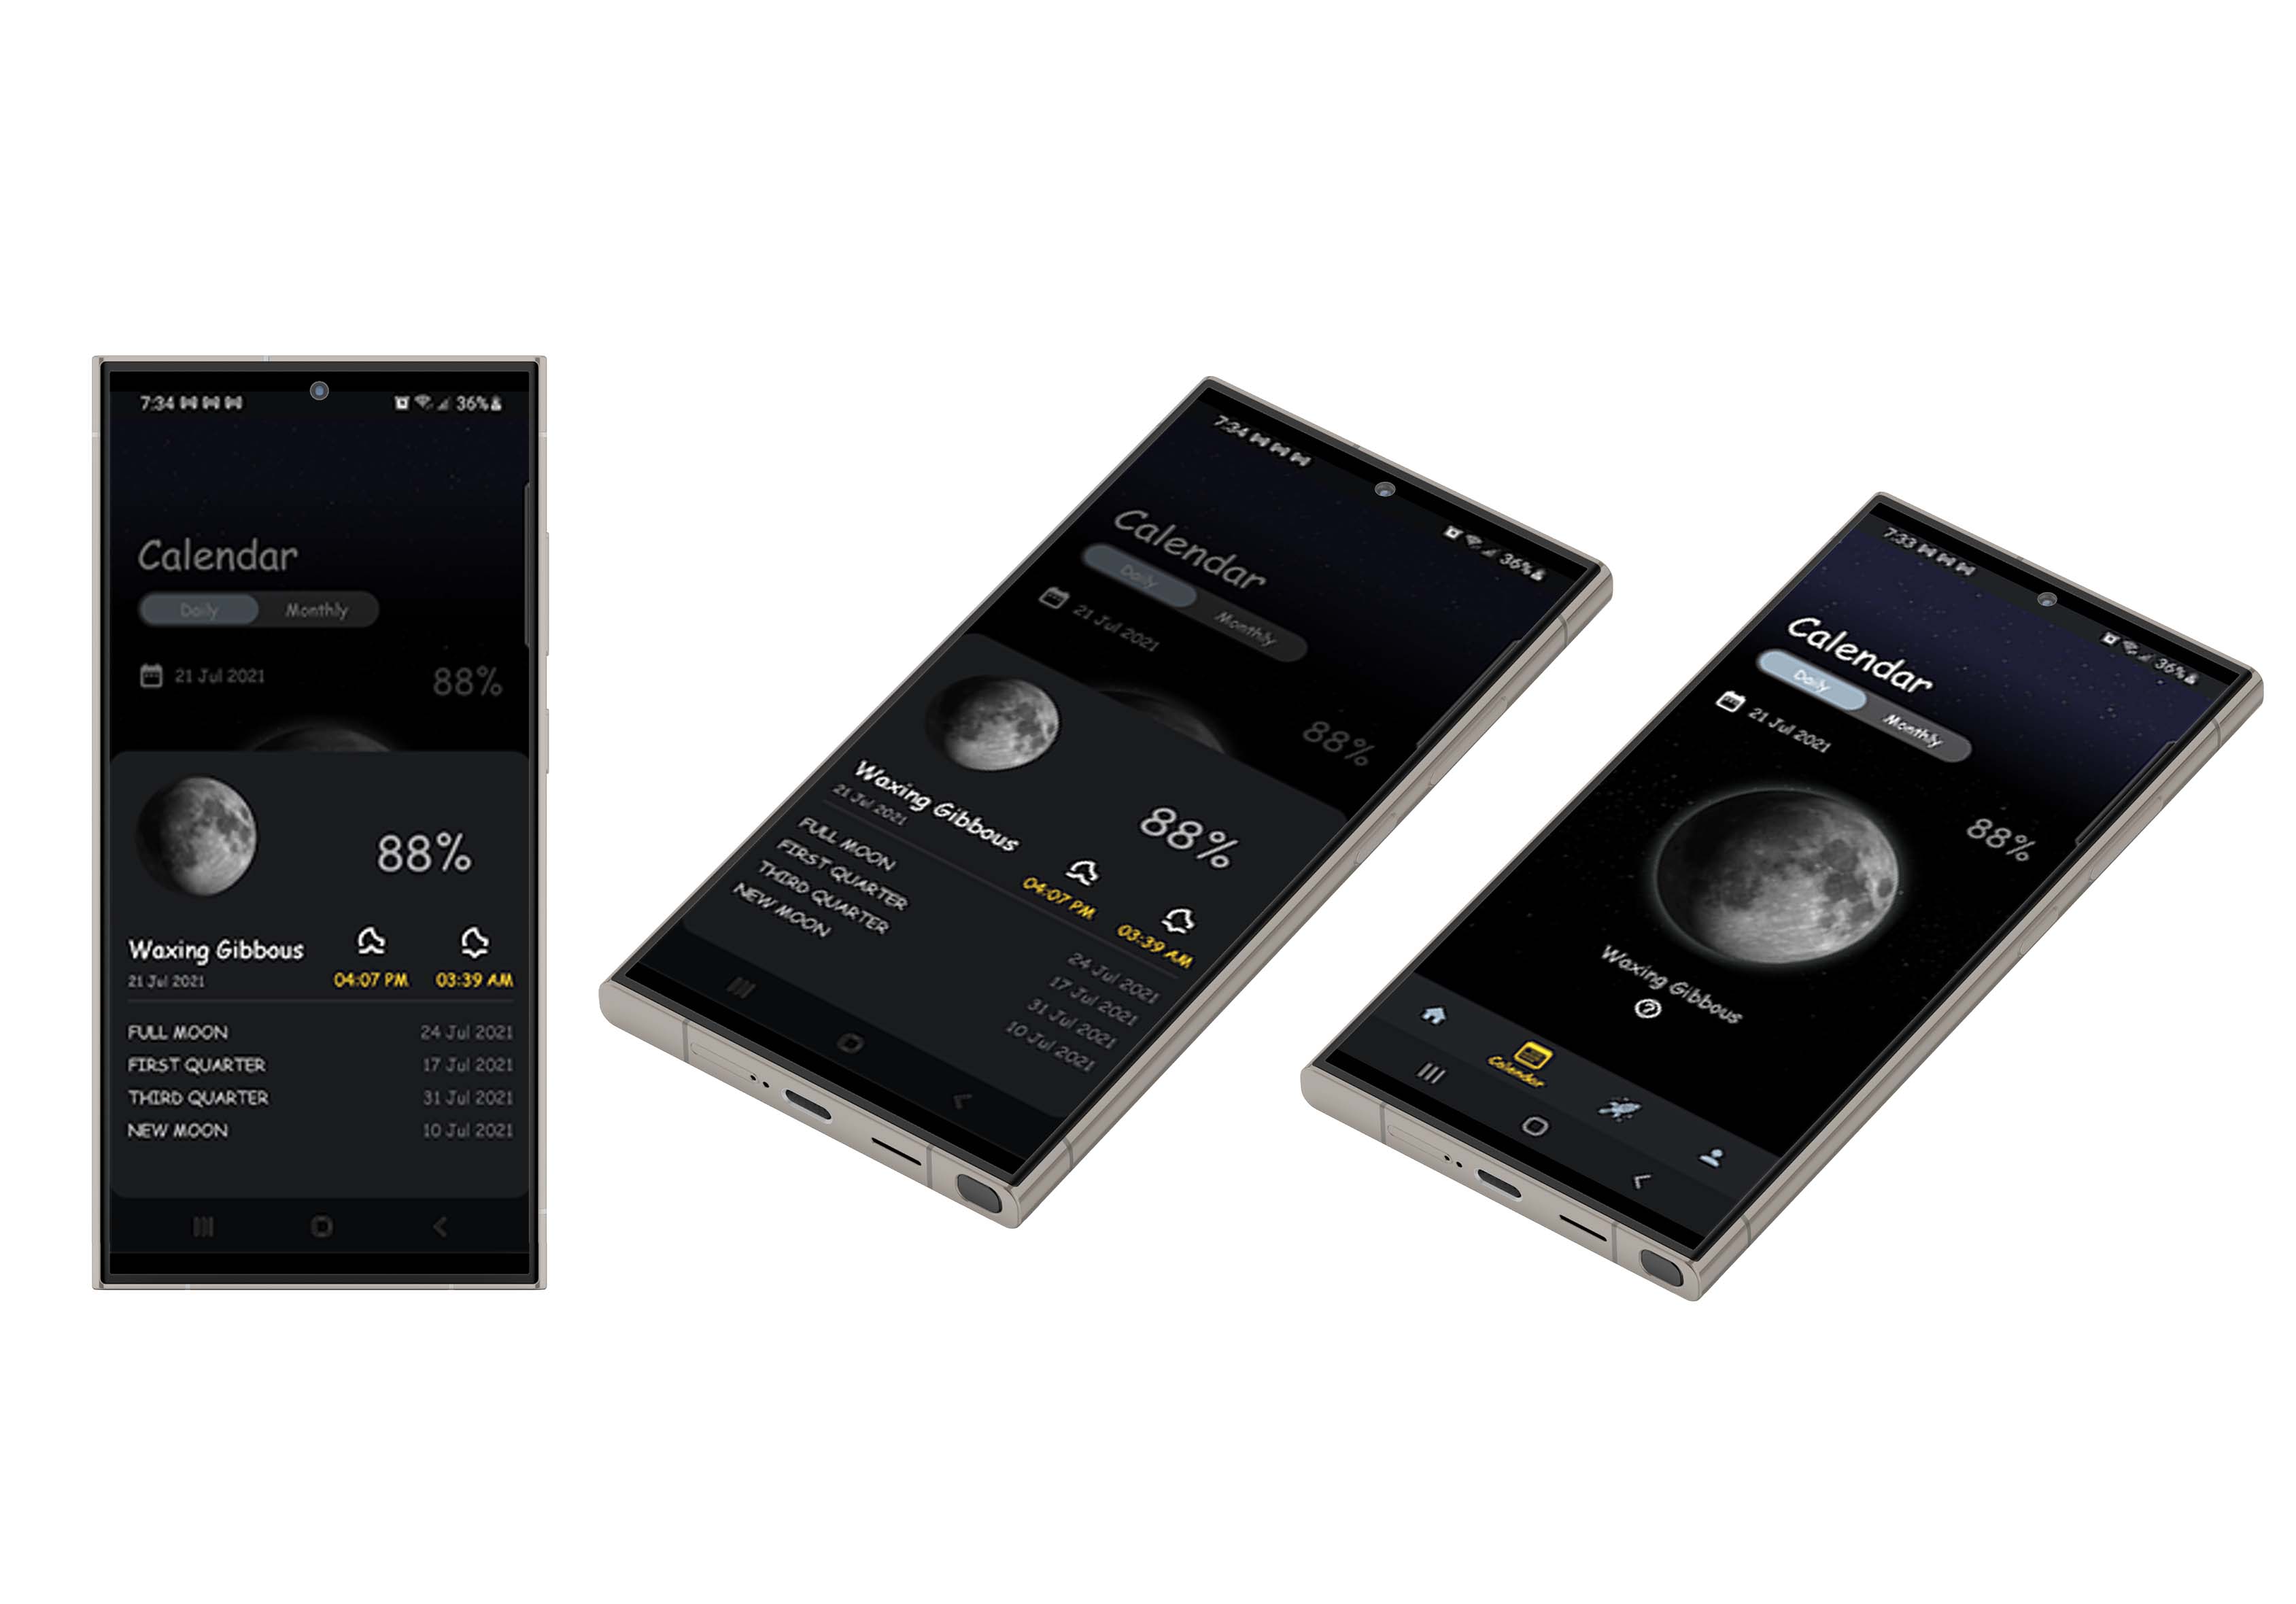 7:34
36%
Calendar
Daily Monthly
21 Jul 2021
88%
88%
Waxing Gibbous
21 Jul 2021
04:07 PM
03:39 AM
FULL MOON 24 Jul 2021
FIRST QUARTER 17 Jul 2021
THIRD QUARTER 31 Jul 2021
NEW MOON 10 Jul 2021
7:34
36%
Calendar
Daily Monthly
21 Jul 2021
88%
88%
Waxing Gibbous
21 Jul 2021
04:07 PM
03:39 AM
FULL MOON 24 Jul 2021
FIRST QUARTER 17 Jul 2021
THIRD QUARTER 31 Jul 2021
NEW MOON 10 Jul 2021
7:33
36%
Calendar
Daily Monthly
21 Jul 2021
88%
Waxing Gibbous
?
Calendar